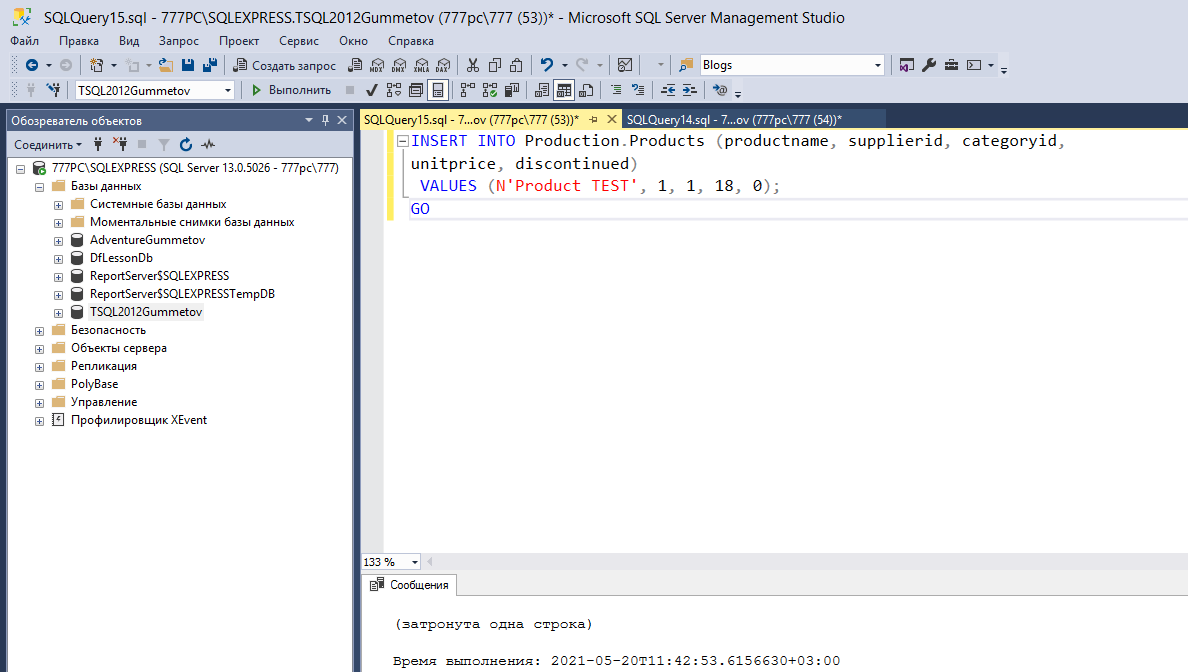 SQLQuery15.sql - 777PC\SQLEXPRESS.TSQL2012Gummetov (777pc\777 (53))* - Microsoft SQL Server Management Studio
Файл Правка Вид Запрос Проект Сервис Окно Справка
Создать запрос MDX DMX XMLA DAX Blogs
TSQL2012Gummetov Выполнить
Обозреватель объектов
SQLQuery15.sql - 7...ov (777pc\777 (53))* SQLQuery14.sql - 7...ov (777pc\777 (54))*
Соединить
777PC\SQLEXPRESS (SQL Server 13.0.5026 - 777pc\777)
Базы данных
Системные базы данных
Моментальные снимки базы данных
AdventureGummetov
DfLessonDb
ReportServer$SQLEXPRESS
ReportServer$SQLEXPRESSTempDB
TSQL2012Gummetov
Безопасность
Объекты сервера
Репликация
PolyBase
Управление
Профилировщик XEvent
INSERT INTO Production.Products (productname, supplierid, categoryid,
unitprice, discontinued)
VALUES (N'Product TEST', 1, 1, 18, 0);
GO
133 %
Сообщения
(затронута одна строка)
Время выполнения: 2021-05-20T11:42:53.6156630+03:00